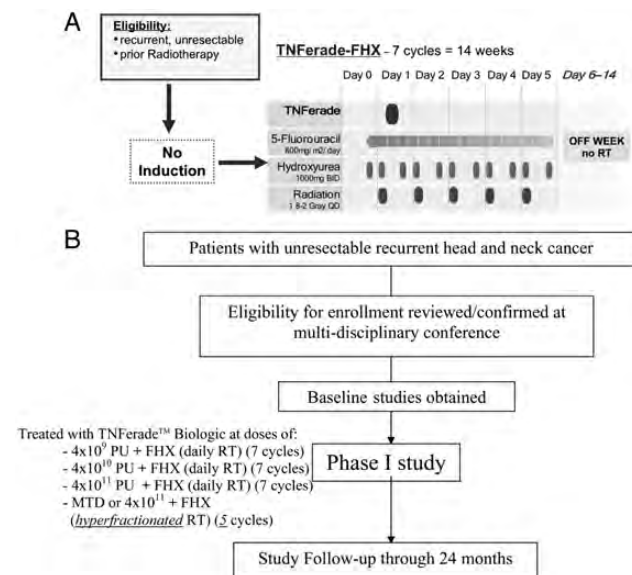 A
Eligibility:
• recurrent, unresectable
• prior Radiotherapy
No
Induction
TNFerade-FHX - 7 cycles = 14 weeks
Day 0 Day 1 Day 2 Day 3 Day 4 Day 5 Day 6–14
TNFerade
5-Fluorouracil
600mg/ m2/ day
Hydroxyurea
1000mg BID
Radiation
1.8-2 Gray QD
OFF WEEK
no RT
B
Patients with unresectable recurrent head and neck cancer
Eligibility for enrollment reviewed/confirmed at
multi-disciplinary conference
Baseline studies obtained
Treated with TNFerade™ Biologic at doses of:
- 4x10⁹ PU + FHX (daily RT) (7 cycles)
- 4x10¹⁰ PU + FHX (daily RT) (7 cycles)
- 4x10¹¹ PU + FHX (daily RT) (7 cycles)
- MTD or 4x10¹¹ + FHX
(hyperfractionated RT) (5 cycles)
Phase I study
Study Follow-up through 24 months